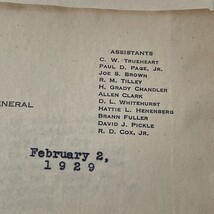 ASSISTANTS
C. W. TRUEHEART
PAUL D. PAGE, JR.
JOE S. BROWN
R. M. TILLEY
H. GRADY CHANDLER
ALLEN CLARK
D. L. WHITEHURST
HATTIE L. HENENBERG
BRANN FULLER
DAVID J. PICKLE
R. D. COX, JR.
ENERAL
February 2,
1929